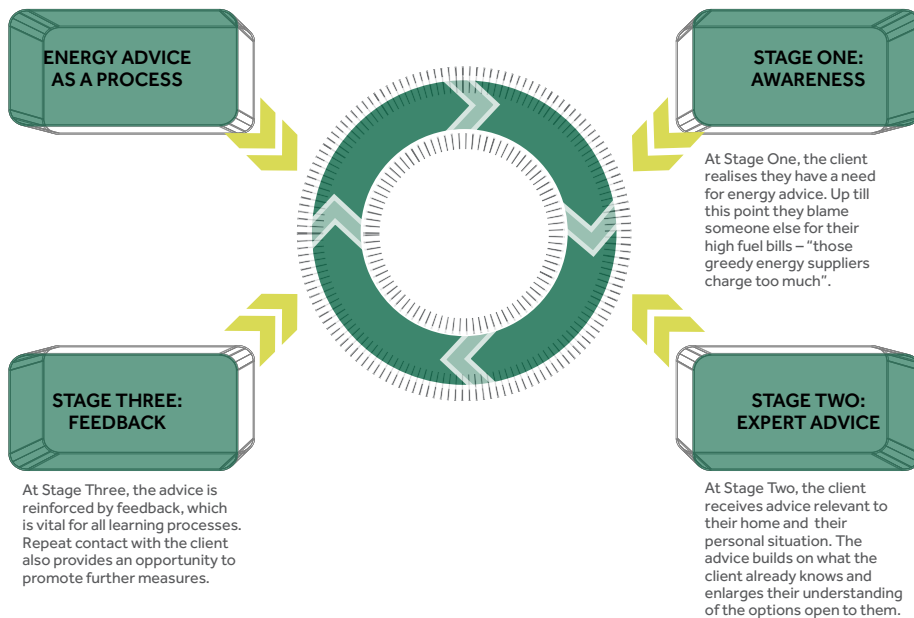 ENERGY ADVICE
AS A PROCESS
STAGE ONE:
AWARENESS
At Stage One, the client
realises they have a need
for energy advice. Up till
this point they blame
someone else for their
high fuel bills – “those
greedy energy suppliers
charge too much”.
STAGE TWO:
EXPERT ADVICE
At Stage Two, the client
receives advice relevant to
their home and their
personal situation. The
advice builds on what the
client already knows and
enlarges their understanding
of the options open to them.
STAGE THREE:
FEEDBACK
At Stage Three, the advice is
reinforced by feedback, which
is vital for all learning processes.
Repeat contact with the client
also provides an opportunity to
promote further measures.